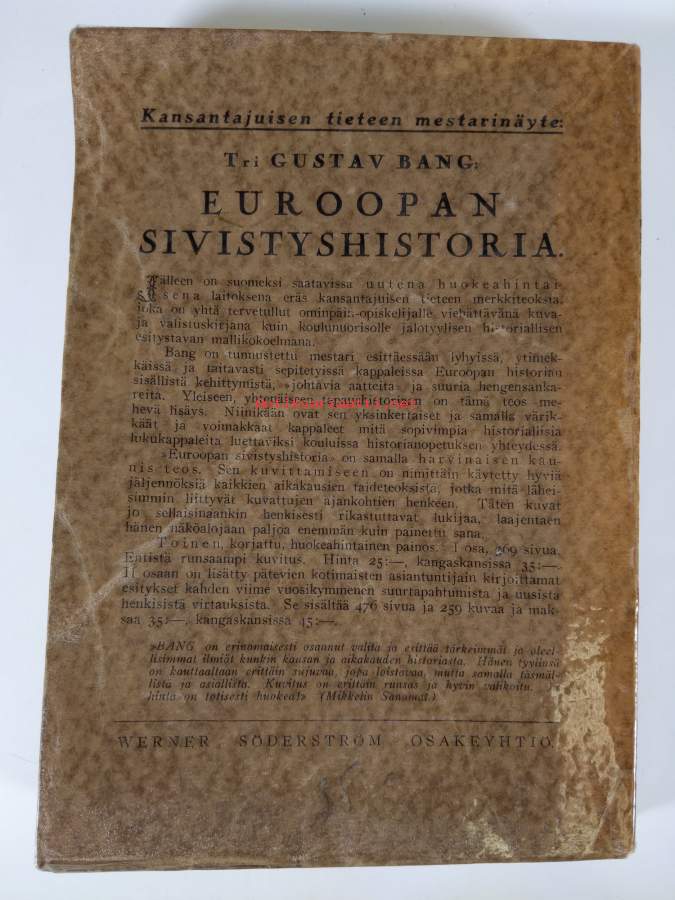 Kansantajuisen tieteen mestarinäyte:
Tri GUSTAV BANG:
EUROOPAN
SIVISTYSHISTORIA.
Jälleen on suomeksi saatavissa uutena huokeahintai
sena laitoksena eräs kansantajuisen tieteen merkkiteoksia,
joka on yhtä tervetullut ominpäin-opiskelijalle viehättävänä kuva-
ja valistuskirjana kuin koulunuorisolle jalotyylisen historiallisen
esitystavan mallikokoelmana.
Bang on tunnustettu mestari esittäessään lyhyissä, ytimek-
käissä ja taitavasti sepitetyissä kappaleissa Euroopan historian
sisällistä kehittymistä, »johtavia aatteita» ja suuria hengensanka-
reita. Yleiseen, yhtenäiseen tapaushistoriaan on tämä teos me-
hevä lisäys. Niinikään ovat sen yksinkertaiset ja samalla värik-
käät ja voimakkaat kappaleet mitä sopivimpia historiallisia
lukukappaleita luettaviksi kouluissa historianopetuksen yhteydessä.
»Euroopan sivistyshistoria» on samalla harvinaisen kau-
nis teos. Sen kuvittamiseen on nimittäin käytetty hyviä
jäljennöksiä kaikkien aikakausien taideteoksista, jotka mitä lähei-
simmin liittyvät kuvattujen ajankohtien henkeen. Täten kuvat
jo sellaisinaankin henkisesti rikastuttavat lukijaa, laajentaen
hänen näköalojaan paljoa enemmän kuin painettu sana.
Toinen, korjattu, huokeahintainen painos. I osa, 269 sivua.
Entistä runsaampi kuvitus. Hinta 25:—, kangaskansissa 35:—.
II osaan on lisätty pätevien kotimaisten asiantuntijain kirjoittamat
esitykset kahden viime vuosikymmenen suurtapahtumista ja uusista
henkisistä virtauksista. Se sisältää 476 sivua ja 259 kuvaa ja mak-
saa 35:—, kangaskansissa 45:—.
»BANG on erinomaisesti osannut valita ja erittää tärkeimmät ja oleel-
lisimmat ilmiöt kunkin kansan ja aikakauden historiasta. Hänen tyylinsä
on kauttaaltaan erittäin sujuvaa, jopa loistavaa, mutta samalla täsmäl-
listä ja asiallista. Kuvitus on erittäin runsas ja hyvin valikoitu.
hinta on totisesti huokea!» (Mikkelin Sanomat.)
WERNER SÖDERSTRÖM OSAKEYHTIÖ.